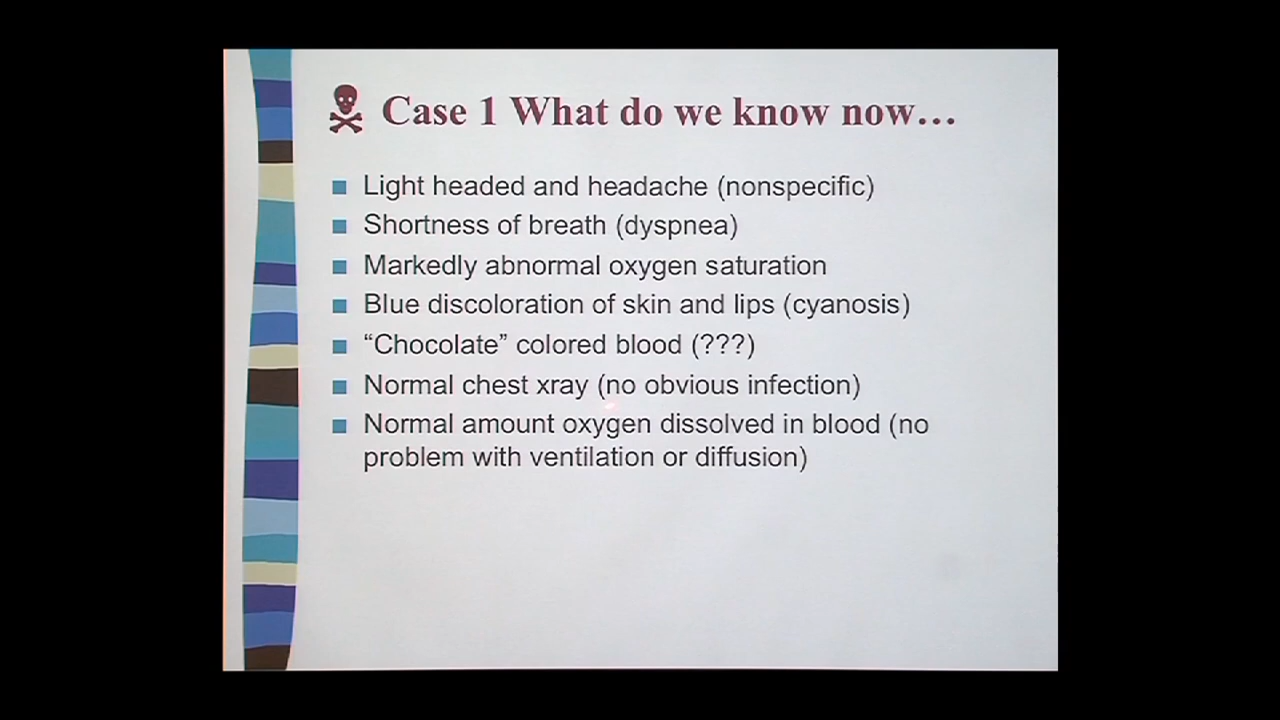 Case 1 What do we know now…
Light headed and headache (nonspecific)
Shortness of breath (dyspnea)
Markedly abnormal oxygen saturation
Blue discoloration of skin and lips (cyanosis)
“Chocolate” colored blood (???)
Normal chest xray (no obvious infection)
Normal amount oxygen dissolved in blood (no
problem with ventilation or diffusion)